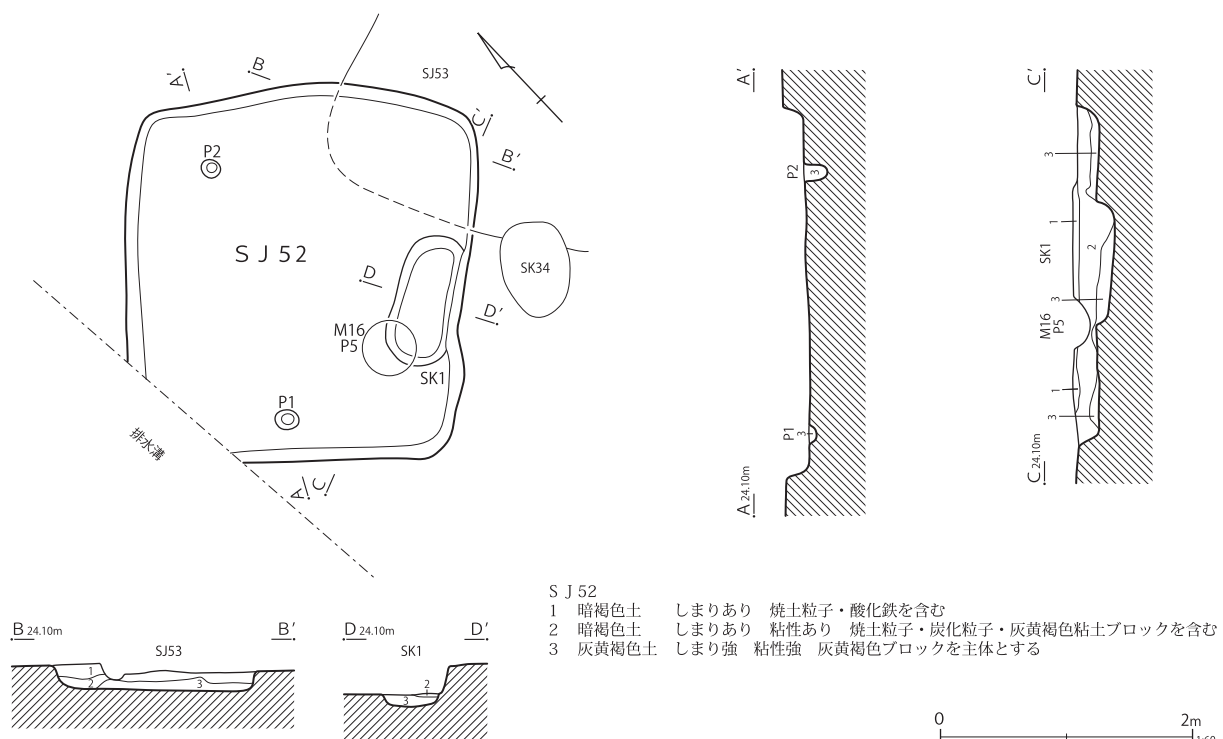 SJ53
A'
B
C'
B'
P2
SJ52
SK34
D
D'
M16
P5
SK1
P1
排水溝
A
C
A'
P2
3
P1
3
A 24.10m
C'
3
1
SK1
2
3
M16
P5
1
3
C 24.10m
B 24.10m
B'
SJ53
1
2
3
D 24.10m
D'
SK1
2
1
3
SJ52
1 暗褐色土 しまりあり 焼土粒子・酸化鉄を含む
2 暗褐色土 しまりあり 粘性あり 焼土粒子・炭化粒子・灰黄褐色粘土ブロックを含む
3 灰黄褐色土 しまり強 粘性強 灰黄褐色ブロックを主体とする
0
2m
1:60